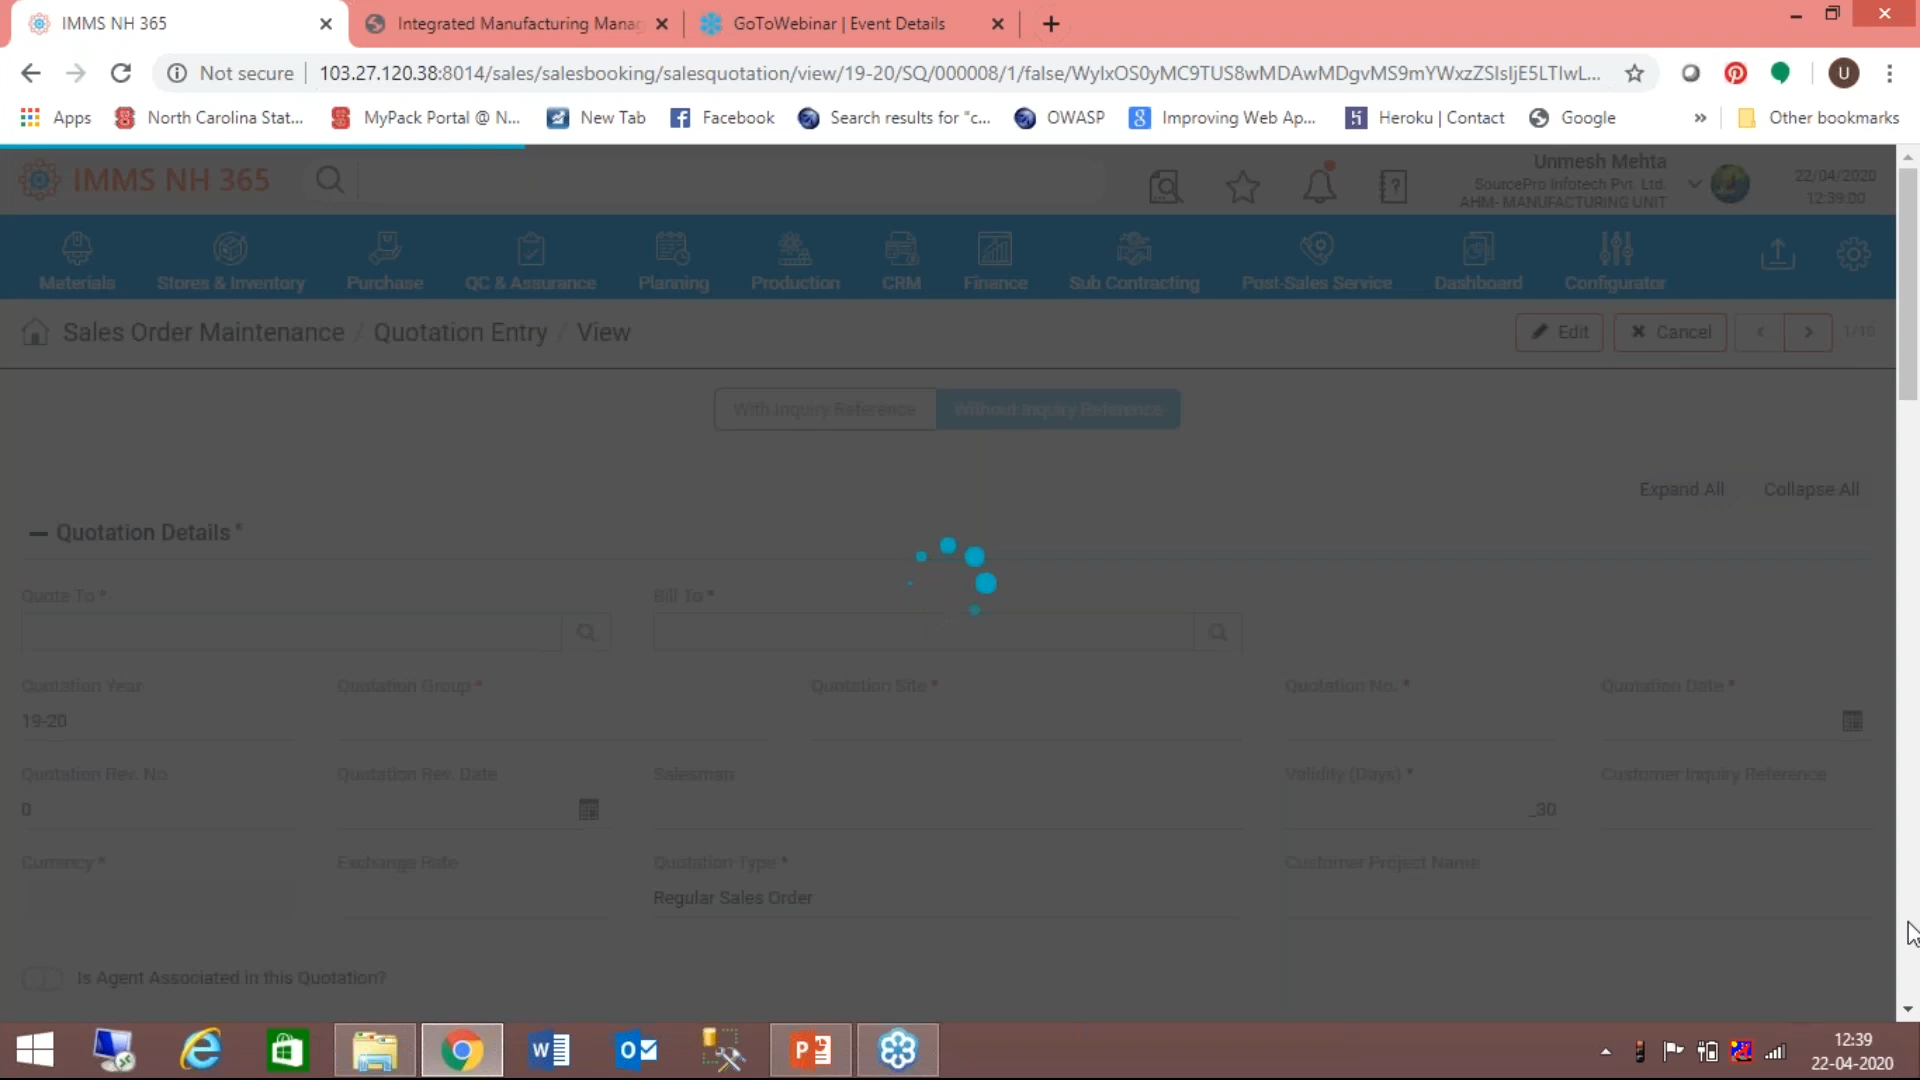 IMMS NH 365
Integrated Manufacturing Manag
GoToWebinar | Event Details
Not secure
103.27.120.38:8014/sales/salesbooking/salesquotation/view/19-20/SQ/000008/1/false/WyIxOS0yMC9TUS8wMDAwMDgvMS9mYWxzZSIsIjE5LTIwL...
Apps
North Carolina Stat...
MyPack Portal @ N...
New Tab
Facebook
Search results for "c...
OWASP
Improving Web Ap...
Heroku | Contact
Google
Other bookmarks
IMMS NH 365
Unmesh Mehta
SourcePro Infotech Pvt. Ltd.
AHM- MANUFACTURING UNIT
22/04/2020
12:39:00
Materials
Stores & Inventory
Purchase
QC & Assurance
Planning
Production
CRM
Finance
Sub Contracting
Post-Sales Service
Dashboard
Configurator
Sales Order Maintenance / Quotation Entry / View
Edit
Cancel
1/10
With Inquiry Reference
Without Inquiry Reference
Expand All
Collapse All
Quotation Details *
Quote To *
Bill To *
Quotation Year
Quotation Group *
Quotation Site *
Quotation No. *
Quotation Date *
19-20
Quotation Rev. No
Quotation Rev. Date
Salesman
Validity (Days) *
Customer Inquiry Reference
0
_30
Currency *
Exchange Rate
Quotation Type *
Customer Project Name
Regular Sales Order
Is Agent Associated in this Quotation?
12:39
22-04-2020